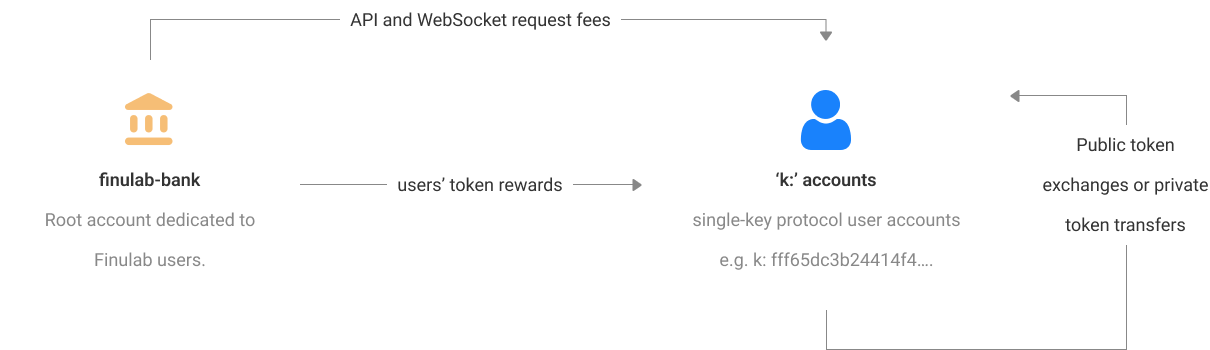 API and WebSocket request fees
finulab-bank
Root account dedicated to
Finulab users.
users’ token rewards
‘k:’ accounts
single-key protocol user accounts
e.g. k: fff65dc3b24414f4....
Public token
exchanges or private
token transfers